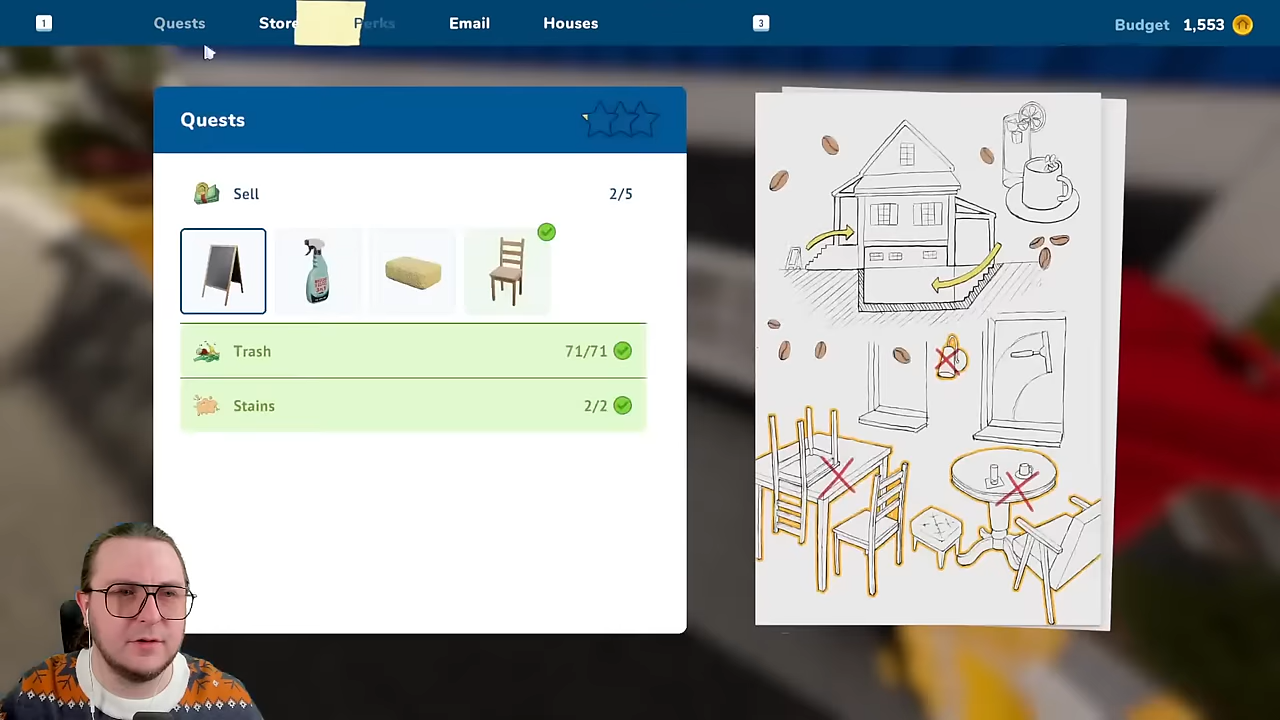 1 Quests Store Perks Email Houses 3 Budget 1,553
Quests
Sell 2/5
Trash 71/71
Stains 2/2